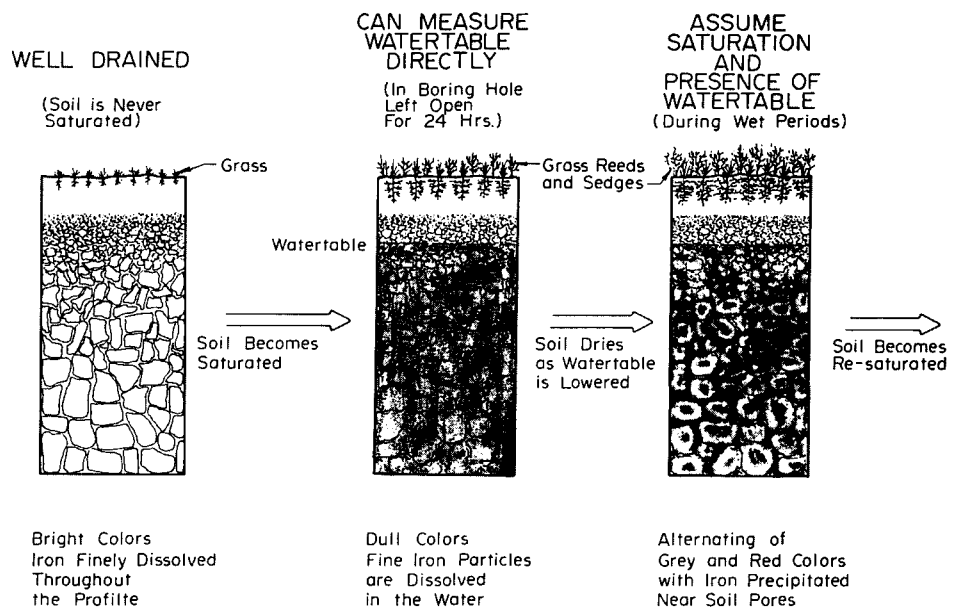 WELL DRAINED
(Soil is Never
Saturated)
Grass
CAN MEASURE
WATERTABLE
DIRECTLY
(In Boring Hole
Left Open
For 24 Hrs.)
Grass Reeds
and Sedges
ASSUME
SATURATION
AND
PRESENCE OF
WATERTABLE
(During Wet Periods)
Watertable
Soil Becomes
Saturated
Soil Dries
as Watertable
is Lowered
Soil Becomes
Re-saturated
Bright Colors
Iron Finely Dissolved
Throughout
the Profilte
Dull Colors
Fine Iron Particles
are Dissolved
in the Water
Alternating of
Grey and Red Colors
with Iron Precipitated
Near Soil Pores